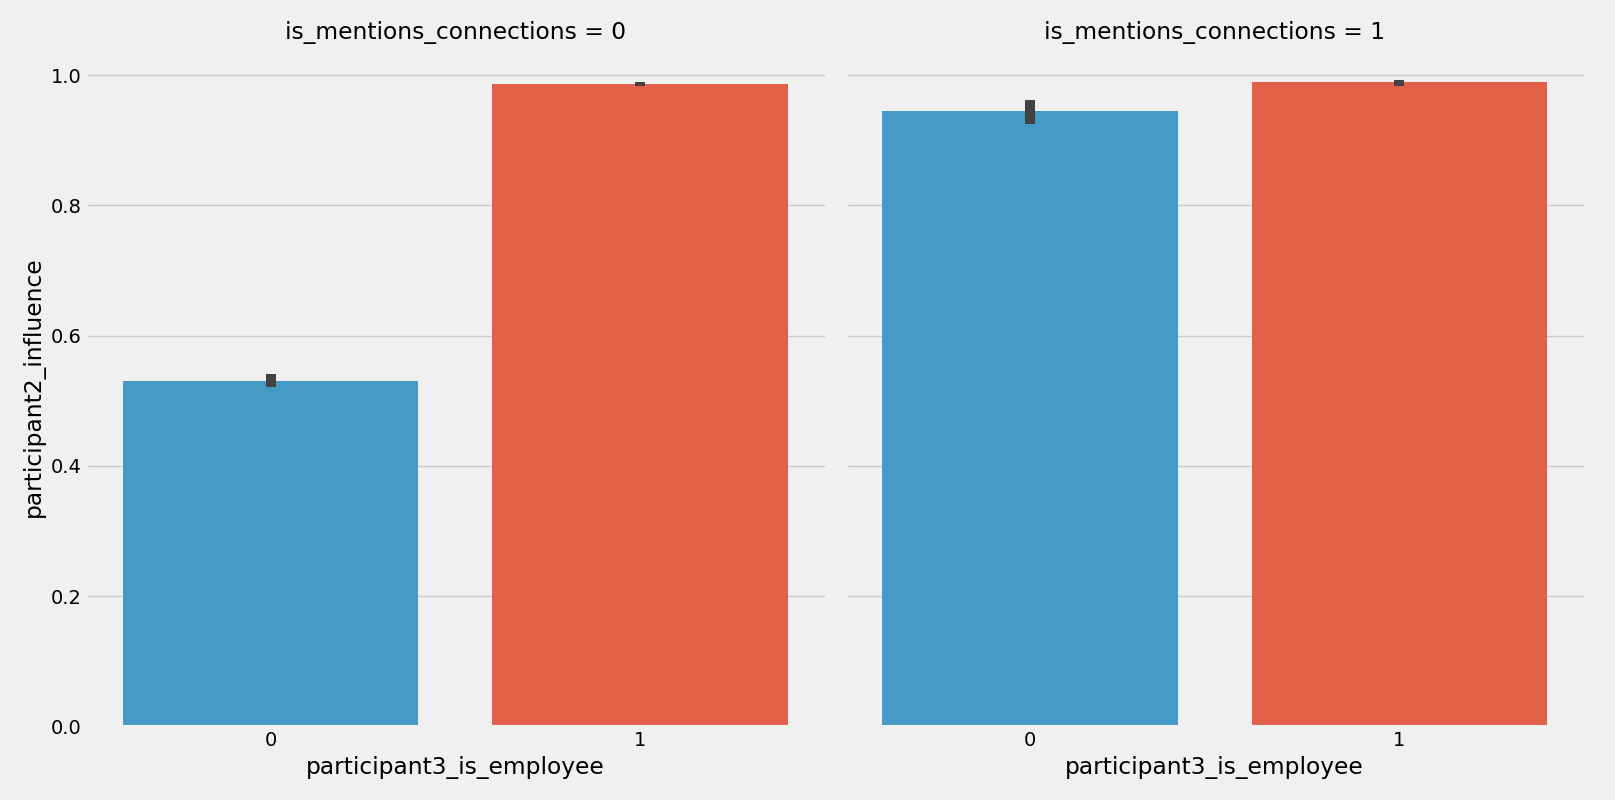 is_mentions_connections = 0
is_mentions_connections = 1
participant2_influence
1.0
0.8
0.6
0.4
0.2
0.0
0 1
0 1
participant3_is_employee
participant3_is_employee